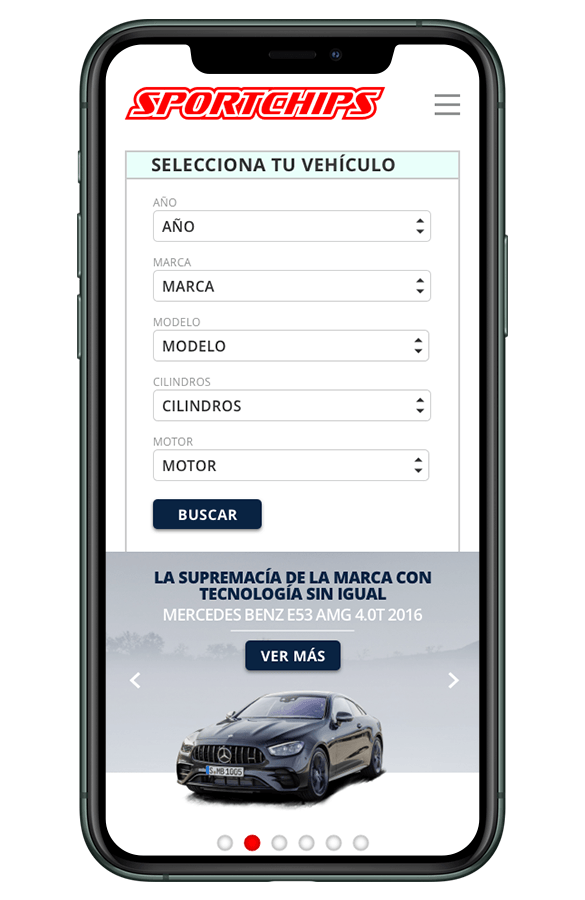 SPORTCHIPS
SELECCIONA TU VEHÍCULO
AÑO
AÑO
MARCA
MARCA
MODELO
MODELO
CILINDROS
CILINDROS
MOTOR
MOTOR
BUSCAR
LA SUPREMACÍA DE LA MARCA CON
TECNOLOGÍA SIN IGUAL
MERCEDES BENZ E53 AMG 4.0T 2016
VER MÁS
S·MB 1005